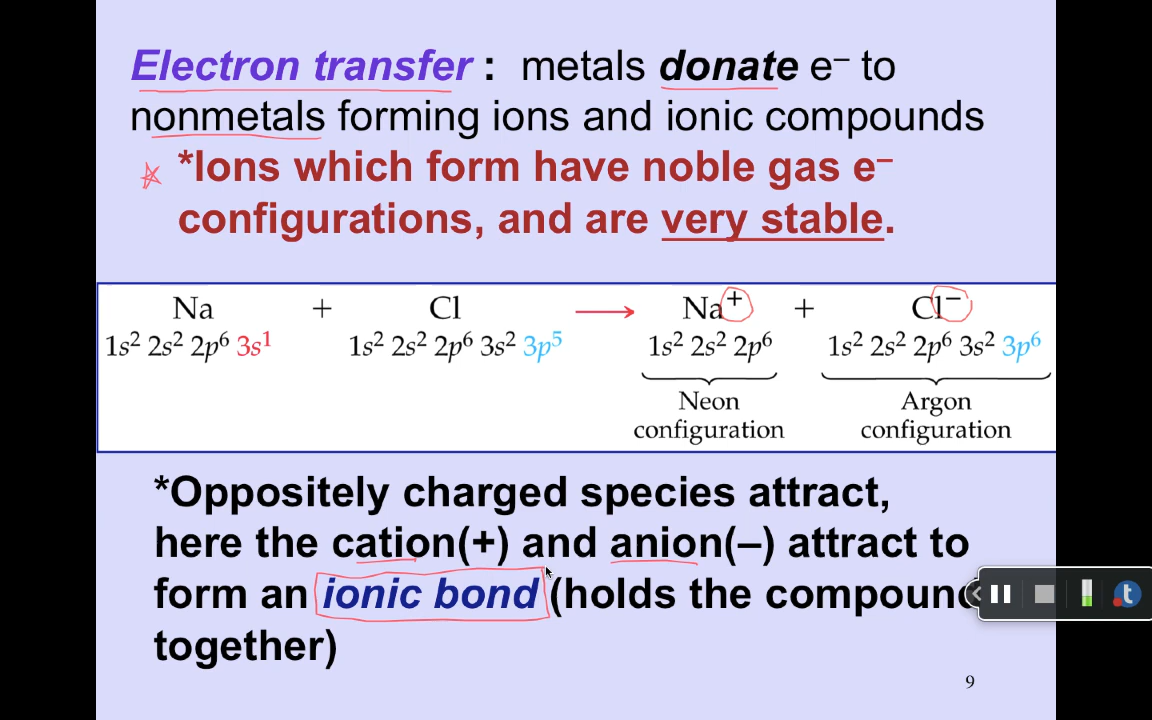 Electron transfer : metals donate e⁻ to
nonmetals forming ions and ionic compounds
*Ions which form have noble gas e⁻
configurations, and are very stable.
Na + Cl ⟶ Na⁺ + Cl⁻
1s² 2s² 2p⁶ 3s¹ 1s² 2s² 2p⁶ 3s² 3p⁵ 1s² 2s² 2p⁶ 1s² 2s² 2p⁶ 3s² 3p⁶
Neon Argon
configuration configuration
*Oppositely charged species attract,
here the cation(+) and anion(–) attract to
form an ionic bond (holds the compound
together)
9
t